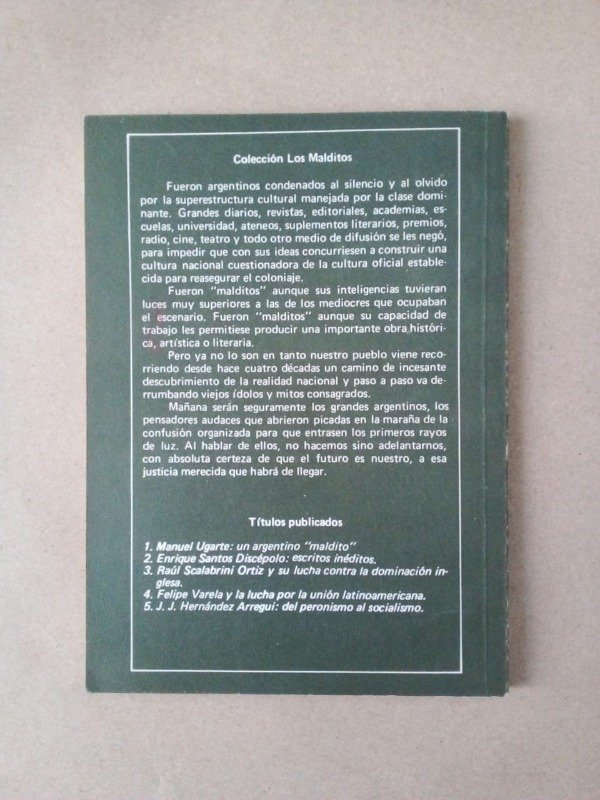 Colección Los Malditos
Fueron argentinos condenados al silencio y al olvido
por la superestructura cultural manejada por la clase domi-
nante. Grandes diarios, revistas, editoriales, academias, es-
cuelas, universidad, ateneos, suplementos literarios, premios,
radio, cine, teatro y todo otro medio de difusión se les negó,
para impedir que con sus ideas concurriesen a construir una
cultura nacional cuestionadora de la cultura oficial estable-
cida para reasegurar el coloniaje.
Fueron "malditos" aunque sus inteligencias tuvieran
luces muy superiores a las de los mediocres que ocupaban
el escenario. Fueron "malditos" aunque su capacidad de
trabajo les permitiese producir una importante obra históri-
ca, artística o literaria.
Pero ya no lo son en tanto nuestro pueblo viene reco-
rriendo desde hace cuatro décadas un camino de incesante
descubrimiento de la realidad nacional y paso a paso va de-
rrumbando viejos ídolos y mitos consagrados.
Mañana serán seguramente los grandes argentinos, los
pensadores audaces que abrieron picadas en la maraña de la
confusión organizada para que entrasen los primeros rayos
de luz. Al hablar de ellos, no hacemos sino adelantarnos,
con absoluta certeza de que el futuro es nuestro, a esa
justicia merecida que habrá de llegar.
Títulos publicados
1. Manuel Ugarte: un argentino "maldito"
2. Enrique Santos Discépolo: escritos inéditos.
3. Raúl Scalabrini Ortiz y su lucha contra la dominación in-
glesa.
4. Felipe Varela y la lucha por la unión latinoamericana.
5. J. J. Hernández Arregui: del peronismo al socialismo.